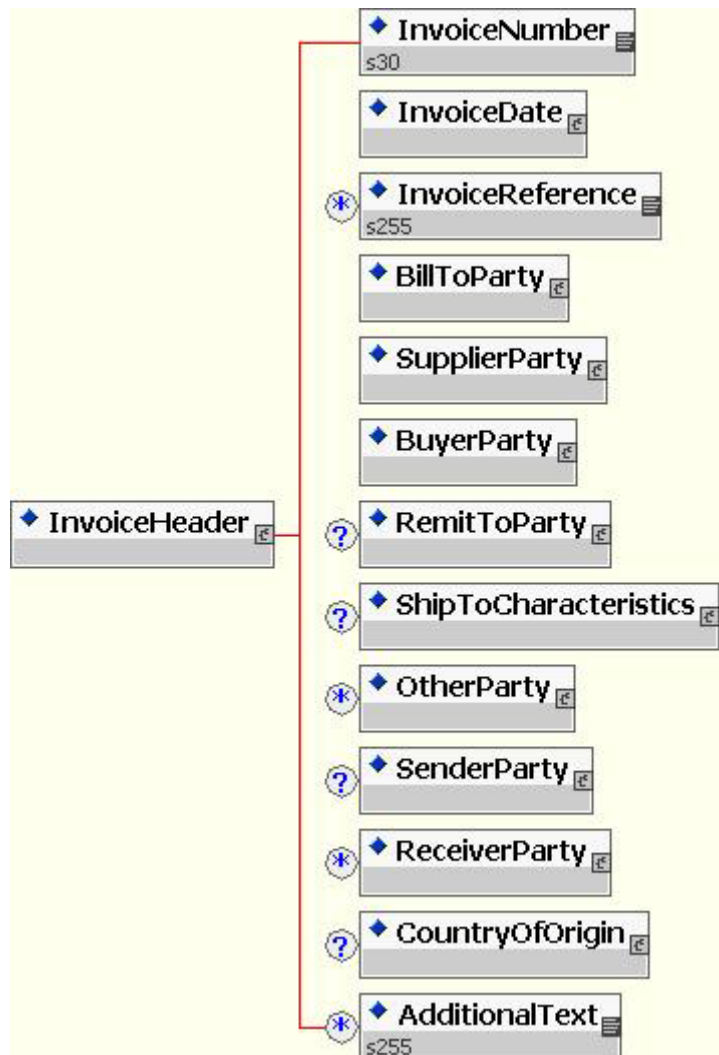 InvoiceNumber
s30
InvoiceDate
* InvoiceReference
s255
BillToParty
SupplierParty
BuyerParty
InvoiceHeader
? RemitToParty
? ShipToCharacteristics
* OtherParty
? SenderParty
* ReceiverParty
? CountryOfOrigin
* AdditionalText
s255